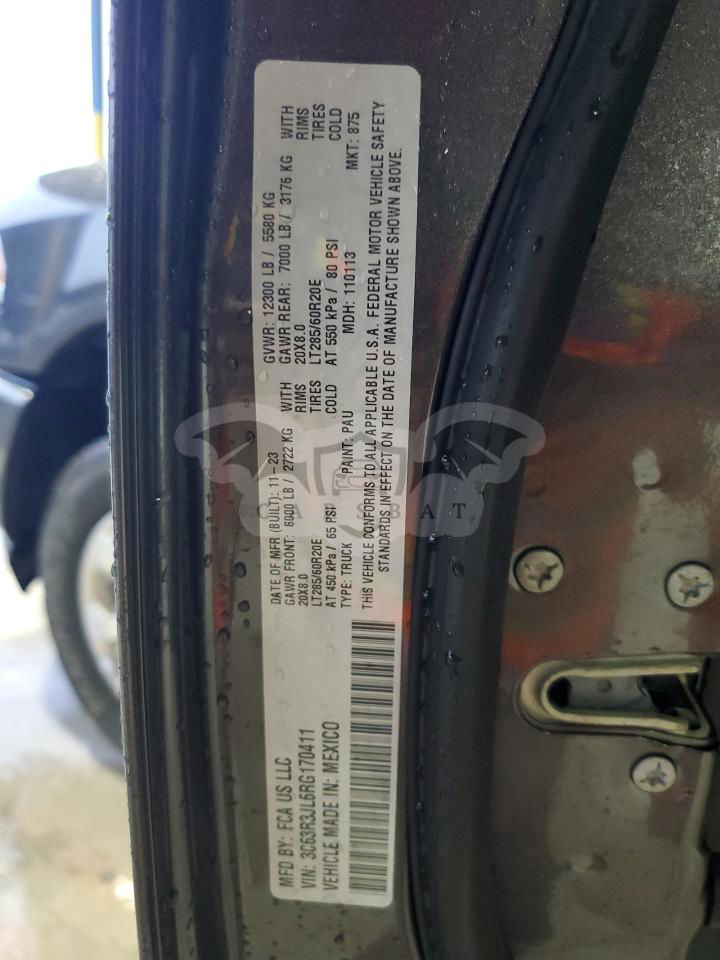 MFD BY: FCA US LLC
DATE OF MFR (BUILT): 11-23
GVWR: 12300 LB / 5580 KG
GAWR FRONT: 6000 LB / 2722 KG WITH
20X8.0 RIMS
LT285/60R20E TIRES
AT 450 kPa / 65 PSI COLD
GAWR REAR: 7000 LB / 3176 KG WITH
20X8.0 RIMS
LT285/60R20E TIRES
AT 550 kPa / 80 PSI COLD
VIN: 3C63R3JL6RG170411
TYPE: TRUCK PAINT: PAU MDH: 110113 MKT: 875
VEHICLE MADE IN: MEXICO
THIS VEHICLE CONFORMS TO ALL APPLICABLE U.S.A. FEDERAL MOTOR VEHICLE SAFETY
STANDARDS IN EFFECT ON THE DATE OF MANUFACTURE SHOWN ABOVE.
CARSBAT